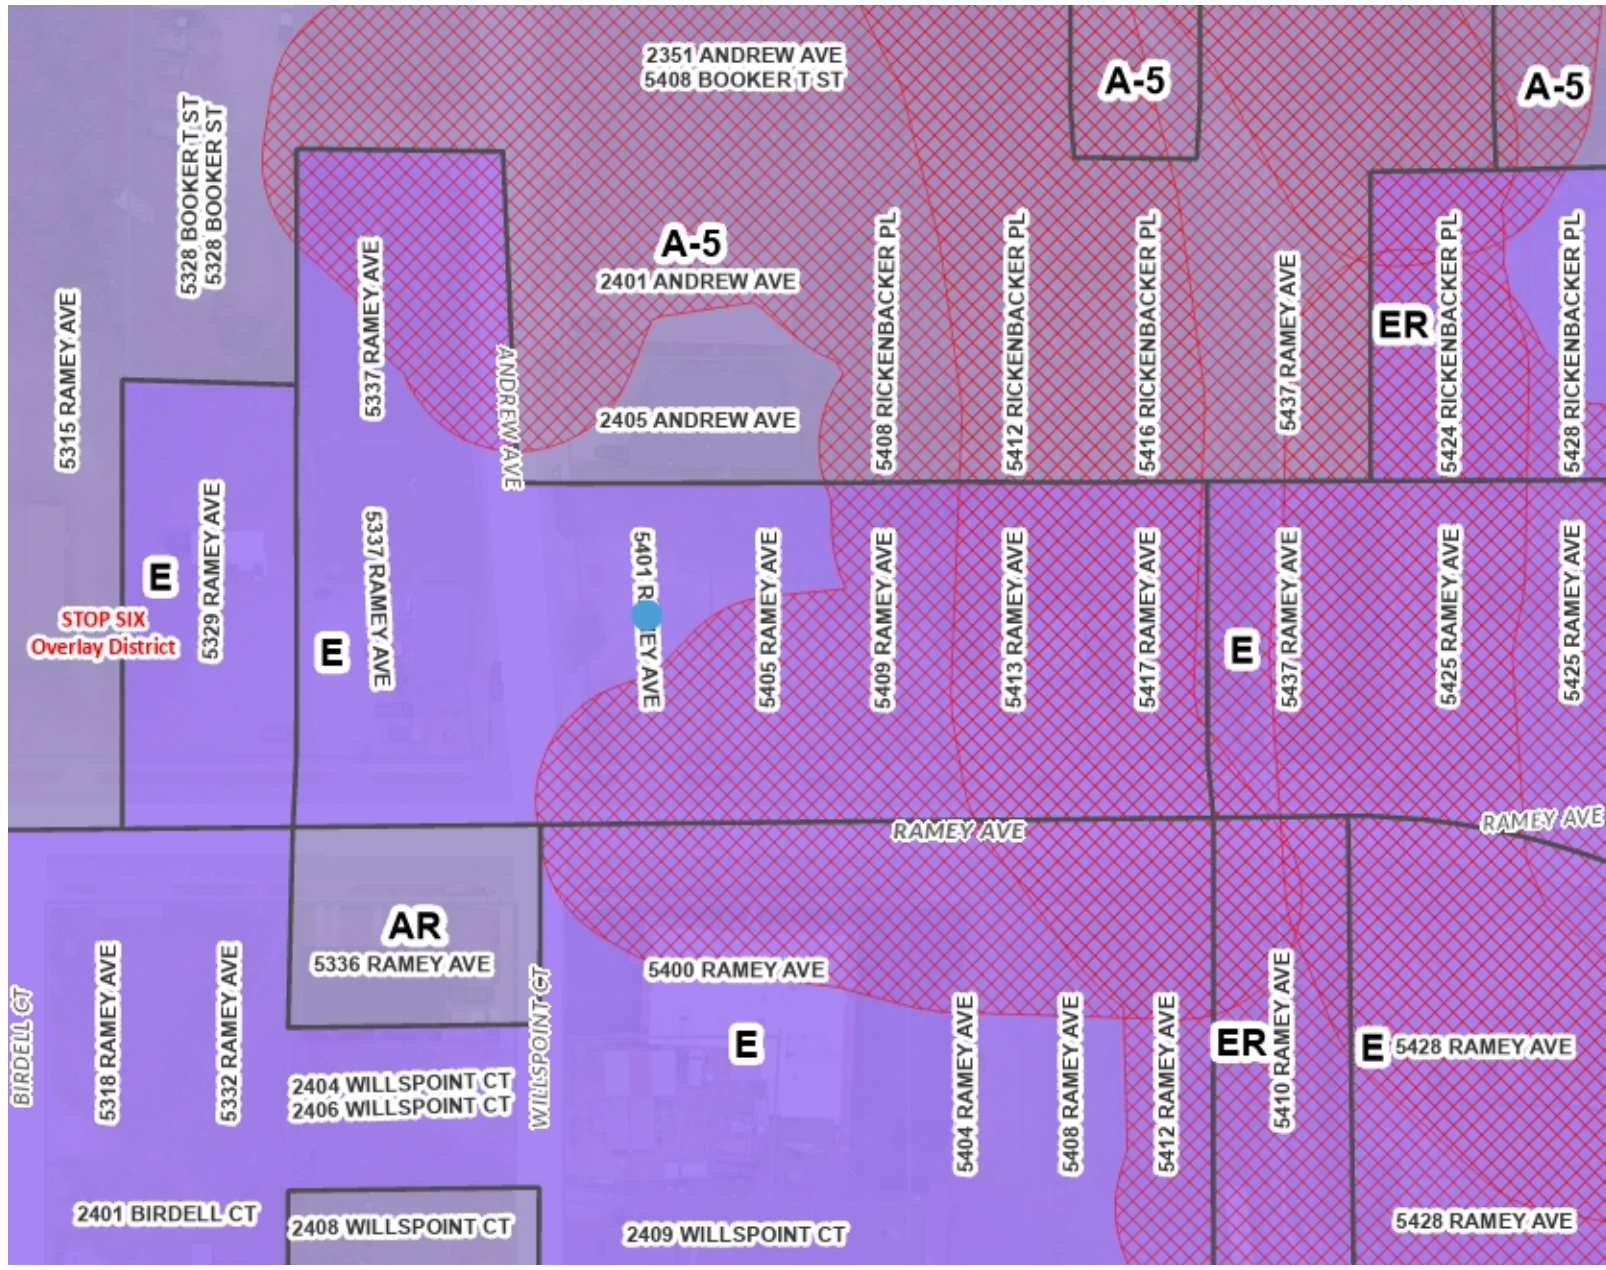 2351 ANDREW AVE
5408 BOOKER T ST
A-5
A-5
5328 BOOKER T ST
5328 BOOKER ST
A-5
2401 ANDREW AVE
5315 RAMEY AVE
5337 RAMEY AVE
ANDREW AVE
2405 ANDREW AVE
5408 RICKENBACKER PL
5412 RICKENBACKER PL
5416 RICKENBACKER PL
5437 RAMEY AVE
ER
5424 RICKENBACKER PL
5428 RICKENBACKER PL
E
5329 RAMEY AVE
STOP SIX
Overlay District
E
5337 RAMEY AVE
5401 R EY AVE
5405 RAMEY AVE
5409 RAMEY AVE
5413 RAMEY AVE
5417 RAMEY AVE
E
5437 RAMEY AVE
5425 RAMEY AVE
5425 RAMEY AVE
RAMEY AVE
RAMEY AVE
AR
5336 RAMEY AVE
5400 RAMEY AVE
BIRDELL CT
5318 RAMEY AVE
5332 RAMEY AVE
2404 WILLSPOINT CT
2406 WILLSPOINT CT
WILLSPOINT CT
E
5404 RAMEY AVE
5408 RAMEY AVE
5412 RAMEY AVE
ER
5410 RAMEY AVE
E
5428 RAMEY AVE
2401 BIRDELL CT
2408 WILLSPOINT CT
2409 WILLSPOINT CT
5428 RAMEY AVE